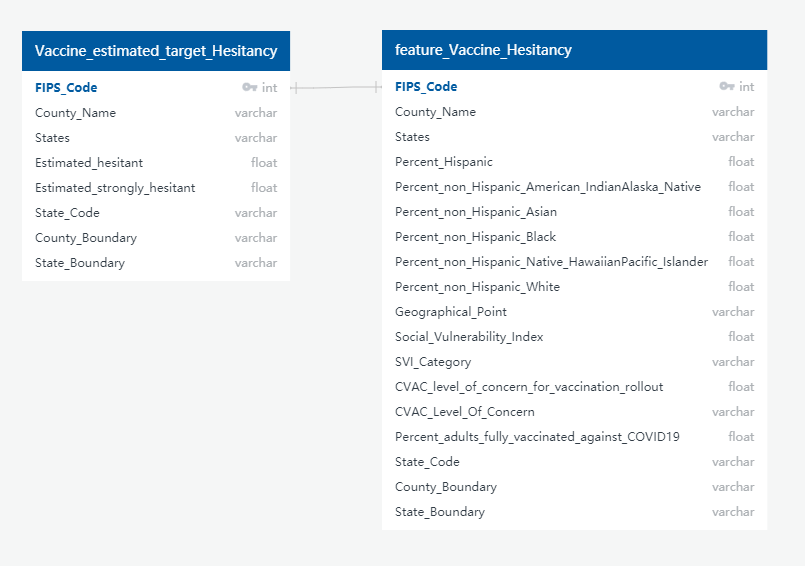 Vaccine_estimated_target_Hesitancy
FIPS_Code int
County_Name varchar
States varchar
Estimated_hesitant float
Estimated_strongly_hesitant float
State_Code varchar
County_Boundary varchar
State_Boundary varchar
feature_Vaccine_Hesitancy
FIPS_Code int
County_Name varchar
States varchar
Percent_Hispanic float
Percent_non_Hispanic_American_IndianAlaska_Native float
Percent_non_Hispanic_Asian float
Percent_non_Hispanic_Black float
Percent_non_Hispanic_Native_HawaiianPacific_Islander float
Percent_non_Hispanic_White float
Geographical_Point varchar
Social_Vulnerability_Index float
SVI_Category varchar
CVAC_level_of_concern_for_vaccination_rollout float
CVAC_Level_Of_Concern varchar
Percent_adults_fully_vaccinated_against_COVID19 float
State_Code varchar
County_Boundary varchar
State_Boundary varchar